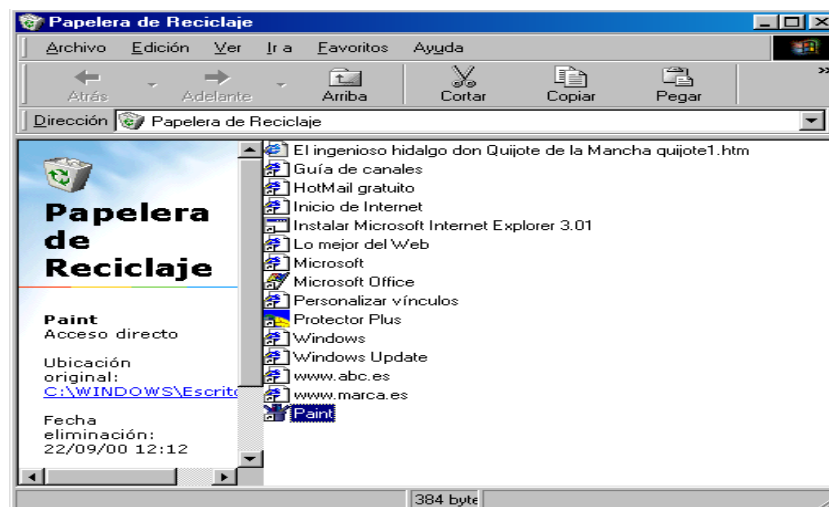 Papelera de Reciclaje
Archivo Edición Ver Ir a Favoritos Ayuda
Atrás Adelante Arriba Cortar Copiar Pegar »
Dirección Papelera de Reciclaje
Papelera
de
Reciclaje
Paint
Acceso directo
Ubicación
original:
C:\WINDOWS\Escrito
Fecha
eliminación:
22/09/00 12:12
El ingenioso hidalgo don Quijote de la Mancha quijote1.htm
Guía de canales
HotMail gratuito
Inicio de Internet
Instalar Microsoft Internet Explorer 3.01
Lo mejor del Web
Microsoft
Microsoft Office
Personalizar vínculos
Protector Plus
Windows
Windows Update
www.abc.es
www.marca.es
Paint
384 byte